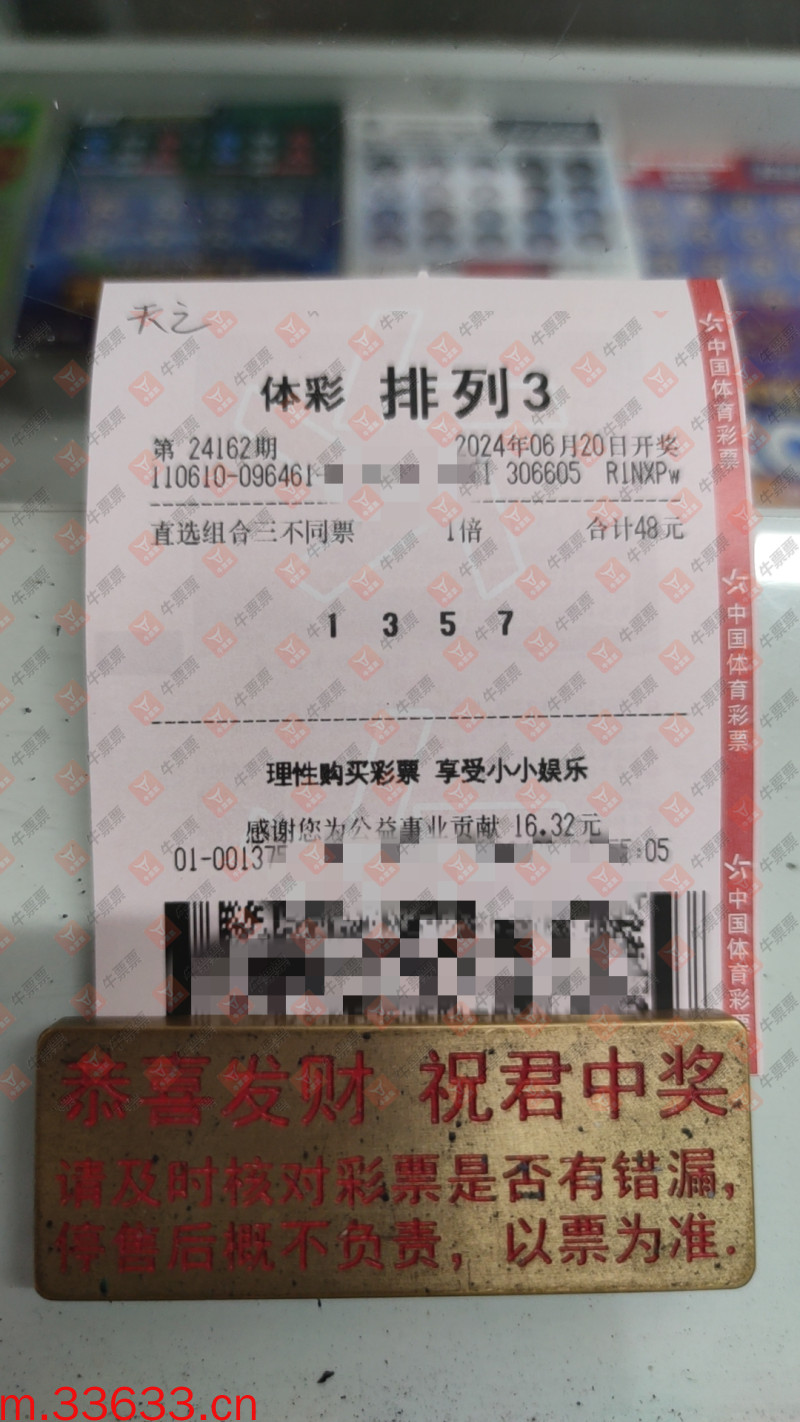 天之
体彩 排列3
第 24162期 2024年06月20日开奖
110610-096461- 61 306605 R1NXPw
直选组合三不同票 1倍 合计48元
1 3 5 7
理性购买彩票 享受小小娱乐
感谢您为公益事业贡献 16.32元
01-001375 :05
中国体育彩票
中国体育彩票
中国体育彩票
恭喜发财 祝君中奖
请及时核对彩票是否有错漏，
停售后概不负责，以票为准.
牛票票
m.33633.cn